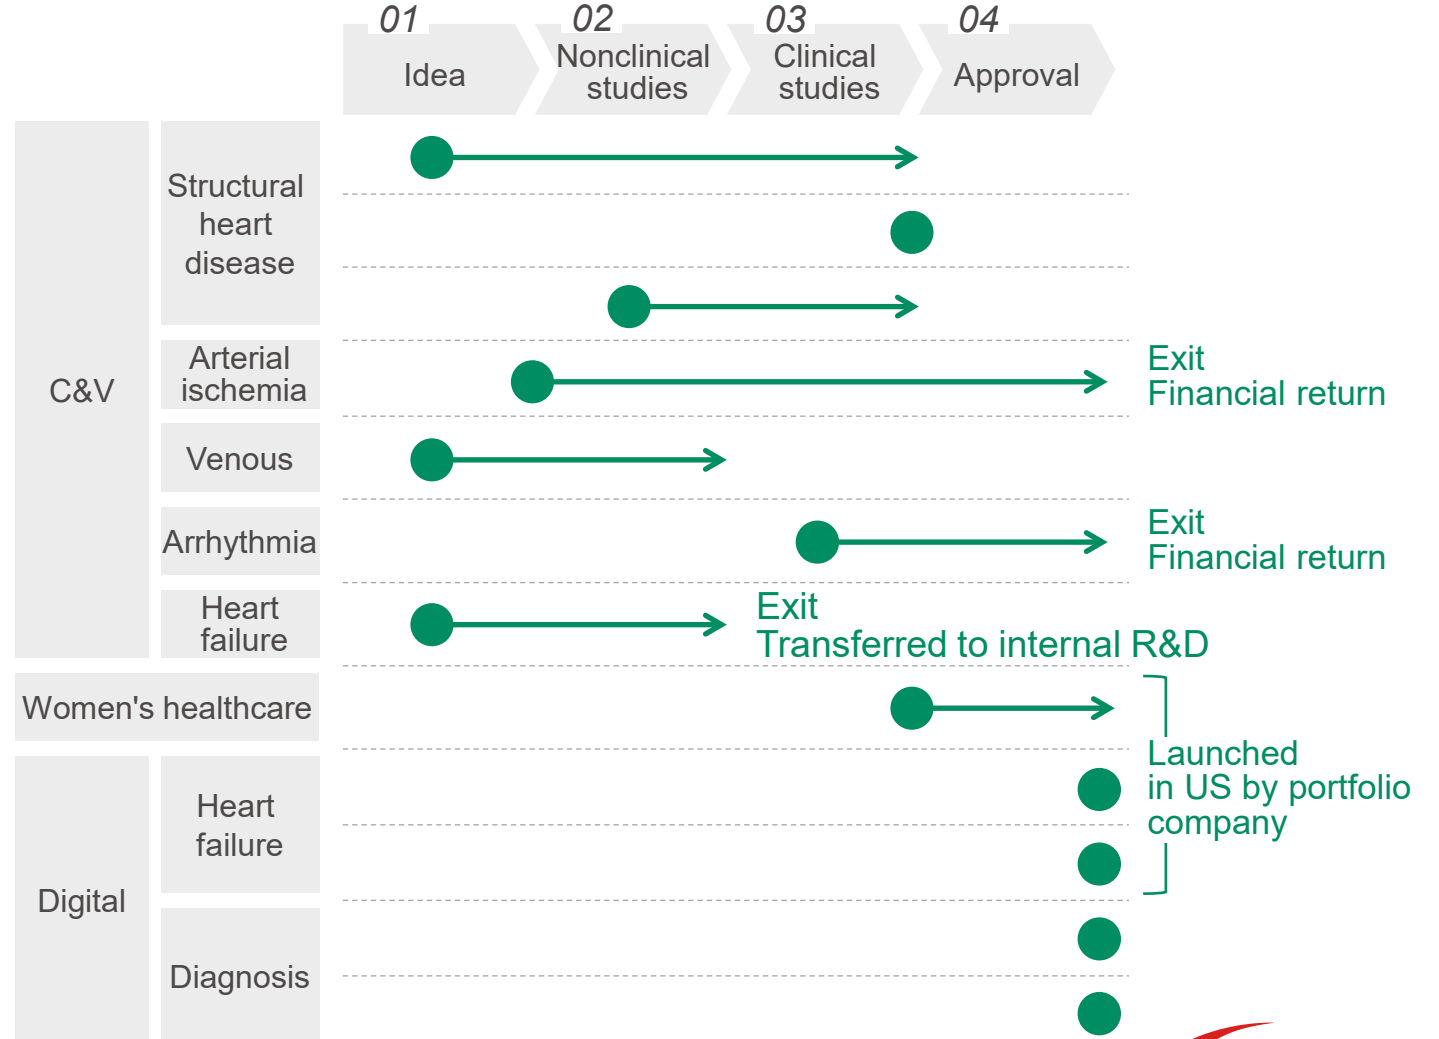 01
02
03
04
Idea
Nonclinical
studies
Clinical
studies
Approval
C&V
Structural
heart
disease
Arterial
ischemia
Exit
Financial return
Venous
Arrhythmia
Exit
Financial return
Heart
failure
Exit
Transferred to internal R&D
Women's healthcare
Launched
in US by portfolio
company
Digital
Heart
failure
Diagnosis